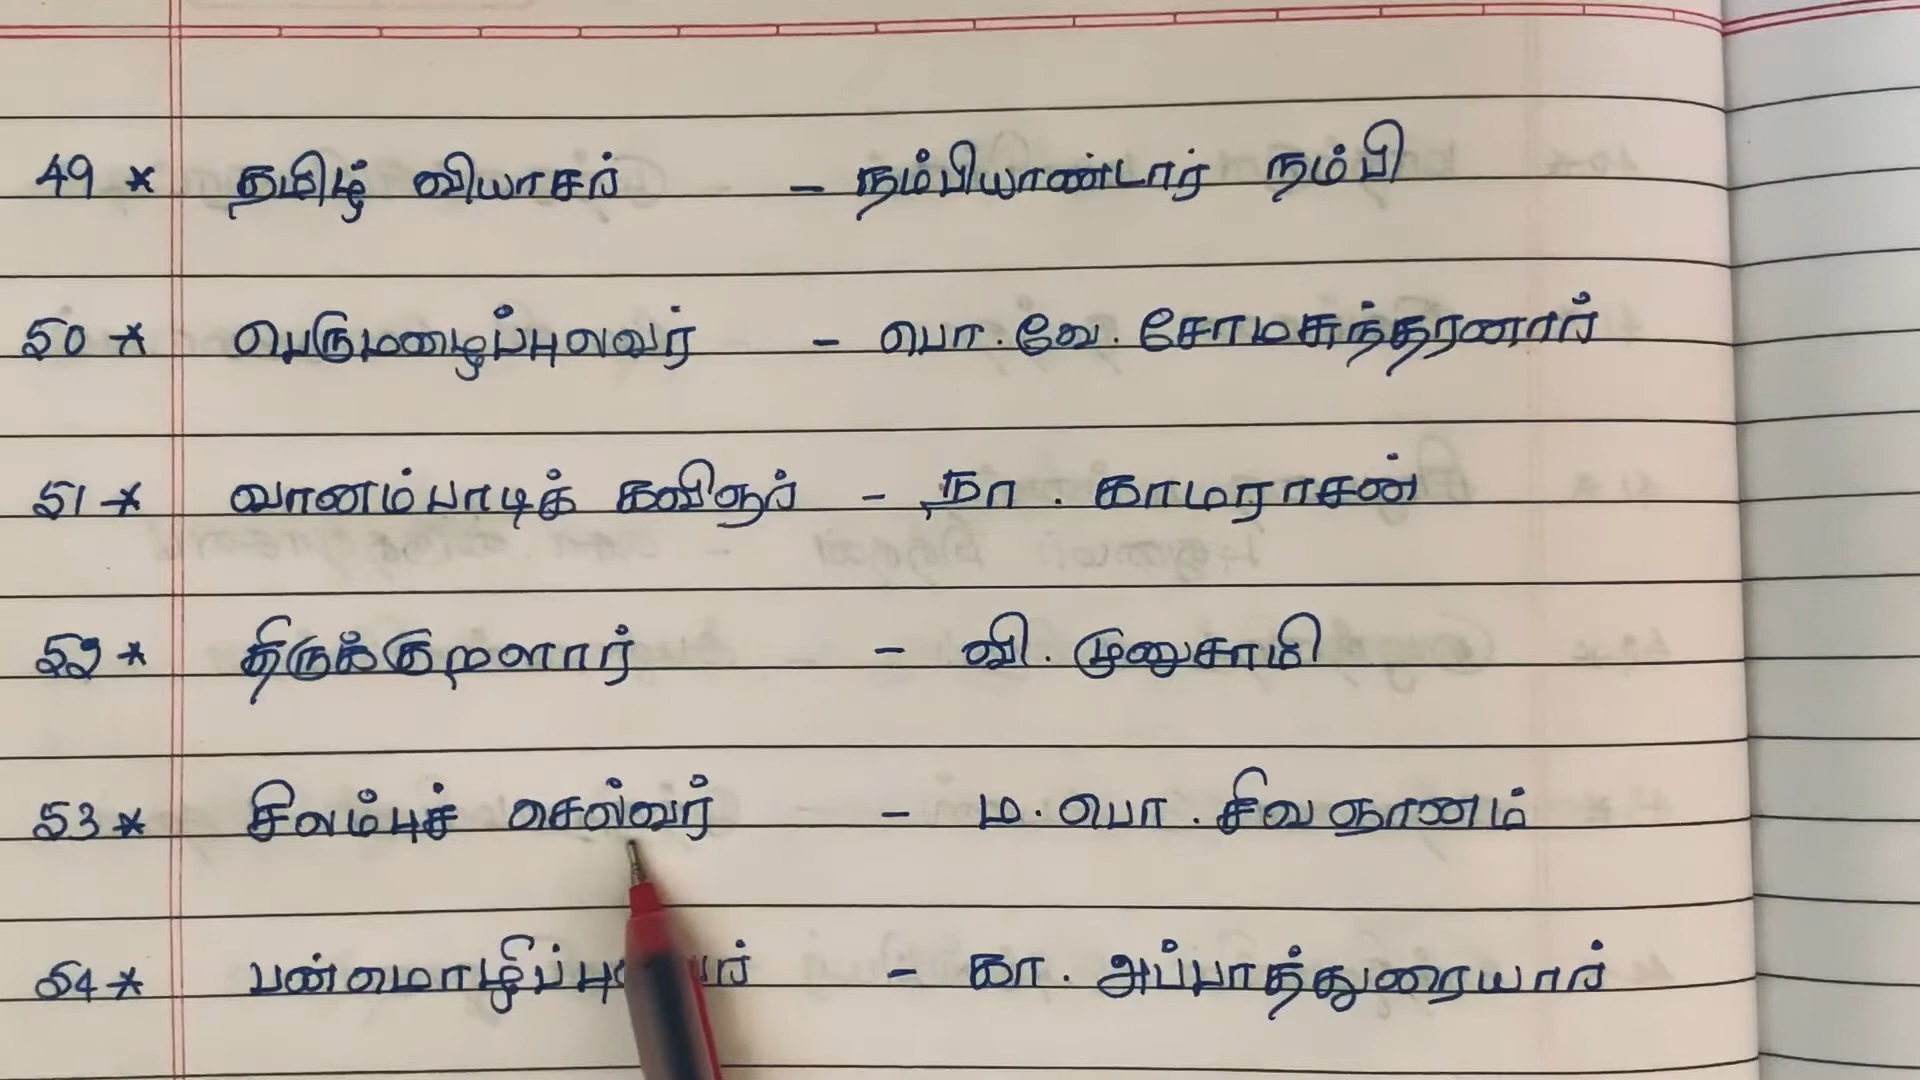 49 * தமிழ் வியாசர் - நம்பியாண்டார் நம்பி
50 * பெருமழைப்புலவர் - பொ. வே. சோமசுந்தரனார்
51 * வானம்பாடிக் கவிஞர் - நா. காமராசன்
52 * திருக்குறளார் - வி. முனுசாமி
53 * சிலம்புச் செல்வர் - ம. பொ. சிவஞானம்
54 * - கா. அப்பாத்துரையார்